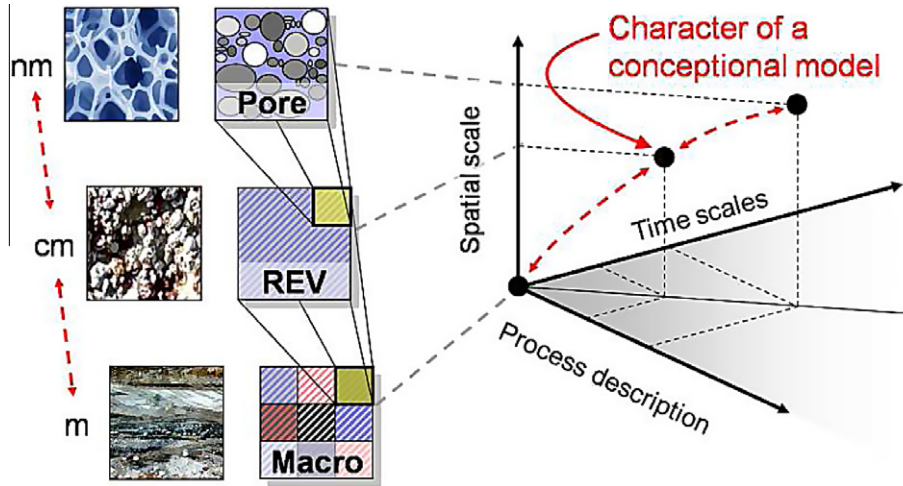 nm
Pore
cm
REV
m
Macro
Character of a
conceptional model
Spatial scale
Time scales
Process description